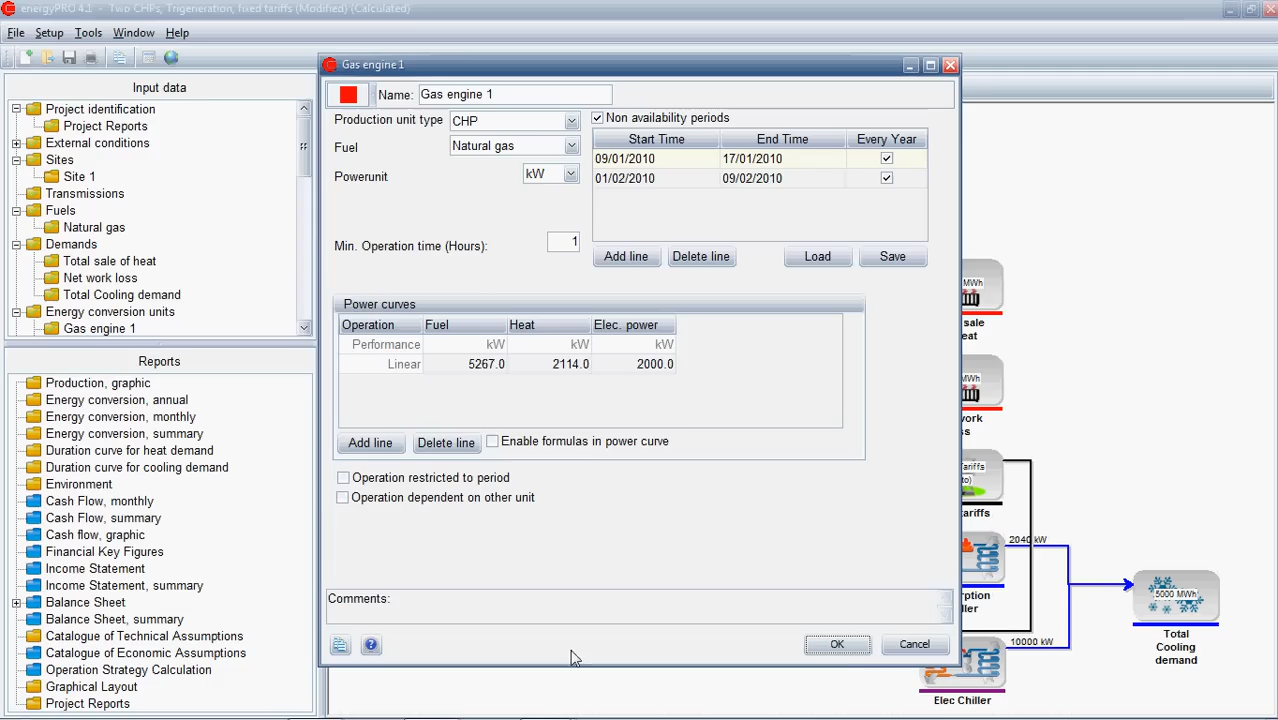 energyPRO 4.1 - Two CHPs, Trigeneration, fixed tariffs (Modified) (Calculated)
File Setup Tools Window Help
Input data
Project identification
Project Reports
External conditions
Sites
Site 1
Transmissions
Fuels
Natural gas
Demands
Total sale of heat
Net work loss
Total Cooling demand
Energy conversion units
Gas engine 1
Reports
Production, graphic
Energy conversion, annual
Energy conversion, monthly
Energy conversion, summary
Duration curve for heat demand
Duration curve for cooling demand
Environment
Cash Flow, monthly
Cash Flow, summary
Cash flow, graphic
Financial Key Figures
Income Statement
Income Statement, summary
Balance Sheet
Balance Sheet, summary
Catalogue of Technical Assumptions
Catalogue of Economic Assumptions
Operation Strategy Calculation
Graphical Layout
Project Reports
Gas engine 1
Name: Gas engine 1
Production unit type CHP
Fuel Natural gas
Powerunit kW
Min. Operation time (Hours): 1
Non availability periods
Start Time End Time Every Year
09/01/2010 17/01/2010
01/02/2010 09/02/2010
Add line Delete line Load Save
Power curves
Operation Fuel Heat Elec. power
Performance kW kW kW
Linear 5267.0 2114.0 2000.0
Add line Delete line Enable formulas in power curve
Operation restricted to period
Operation dependent on other unit
Comments:
OK Cancel
MWh
sale
eat
MWh
ork
ss
ariffs
to)
ariffs
2040 kW
rption
ller
10000 kW
Elec Chiller
5000 MWh
Total
Cooling
demand